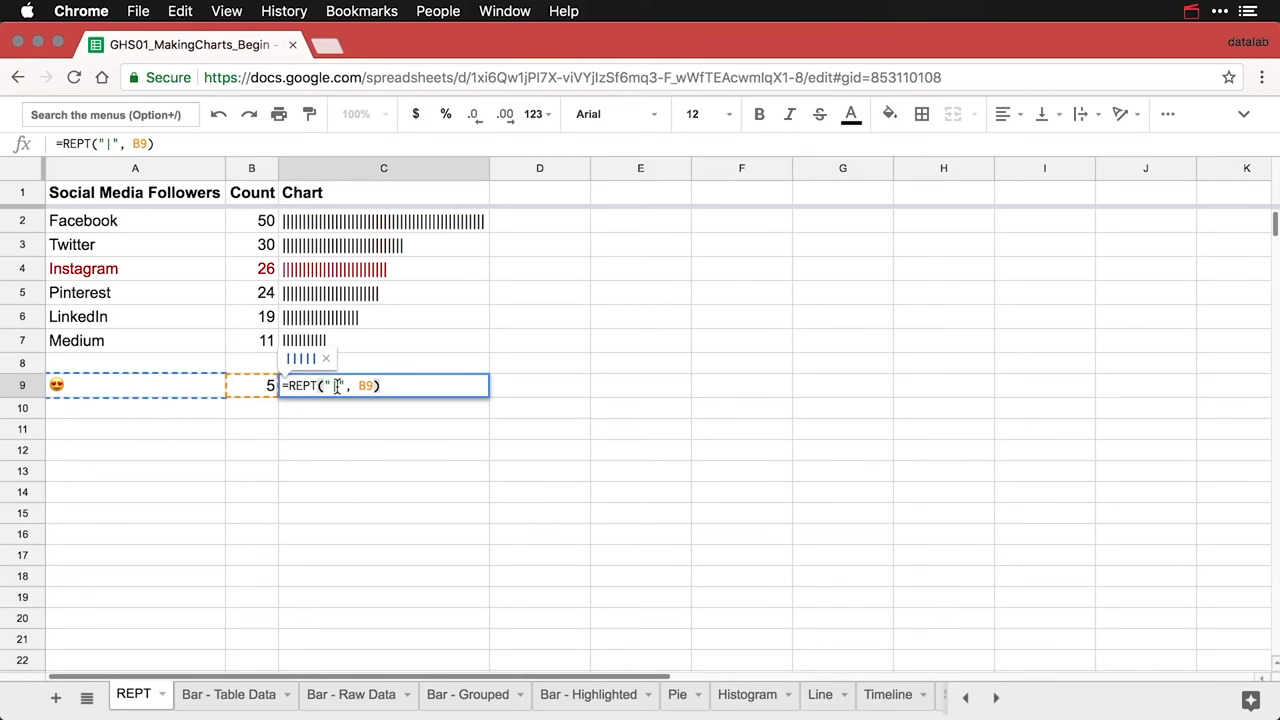 Chrome File Edit View History Bookmarks People Window Help
GHS01_MakingCharts_Begin -
datalab
Secure https://docs.google.com/spreadsheets/d/1xi6Qw1jPI7X-viVYjIzSf6mq3-F_wWfTEAcwmIqX1-8/edit#gid=853110108
Search the menus (Option+/) 100% $ % .0 .00 123 Arial 12 B I S A
fx =REPT("|", B9)
A B C D E F G H I J K
1 Social Media Followers Count Chart
2 Facebook 50 ||||||||||||||||||||||||||||||||||||||||||||||||||
3 Twitter 30 ||||||||||||||||||||||||||||||
4 Instagram 26 ||||||||||||||||||||||||||
5 Pinterest 24 ||||||||||||||||||||||||
6 LinkedIn 19 |||||||||||||||||||
7 Medium 11 |||||||||||
8 ||||| ×
9 😍 5 =REPT("|", B9)
10
11
12
13
14
15
16
17
18
19
20
21
22
REPT Bar - Table Data Bar - Raw Data Bar - Grouped Bar - Highlighted Pie Histogram Line Timeline